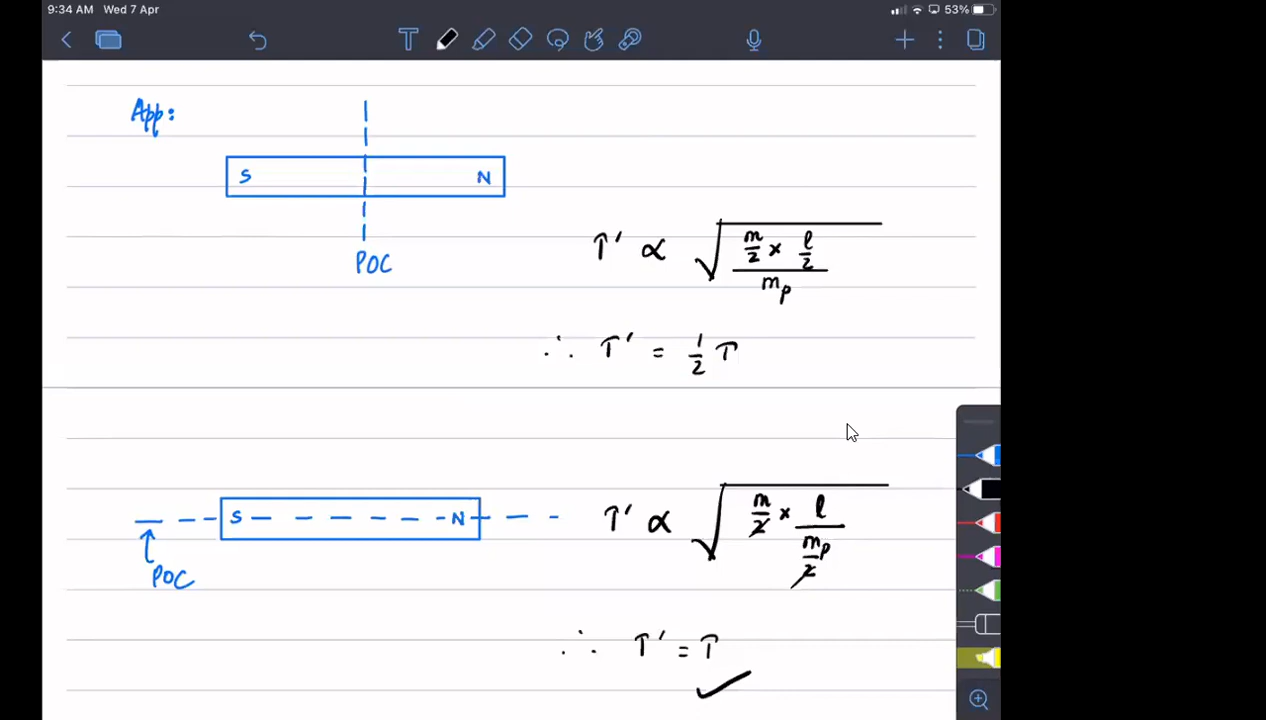 9:34 AM Wed 7 Apr
53%
T
App:
S N
POC
T' ∝ √((m/2 × l/2)/m_p)
∴ T' = 1/2 T
S N
POC
T' ∝ √(m/2 × l/(m_p/2))
∴ T' = T